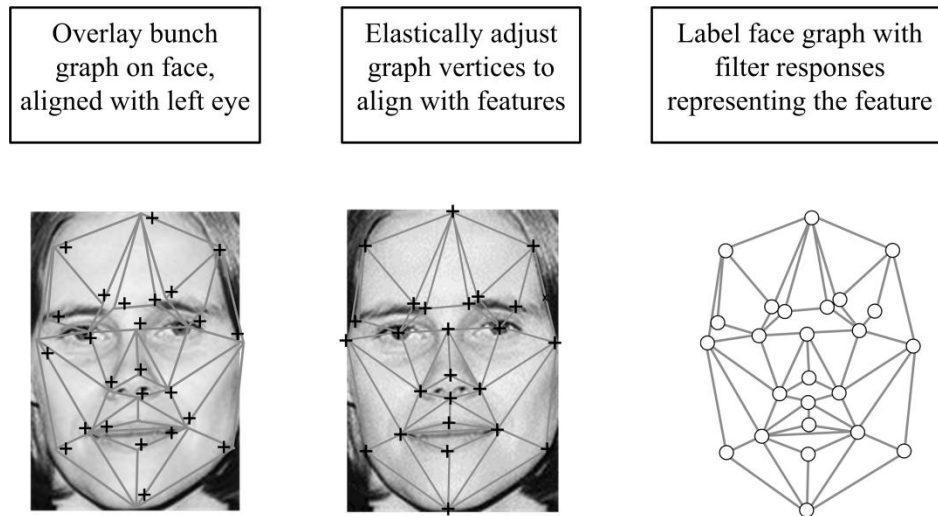 Overlay bunch
graph on face,
aligned with left eye
Elastically adjust
graph vertices to
align with features
Label face graph with
filter responses
representing the feature